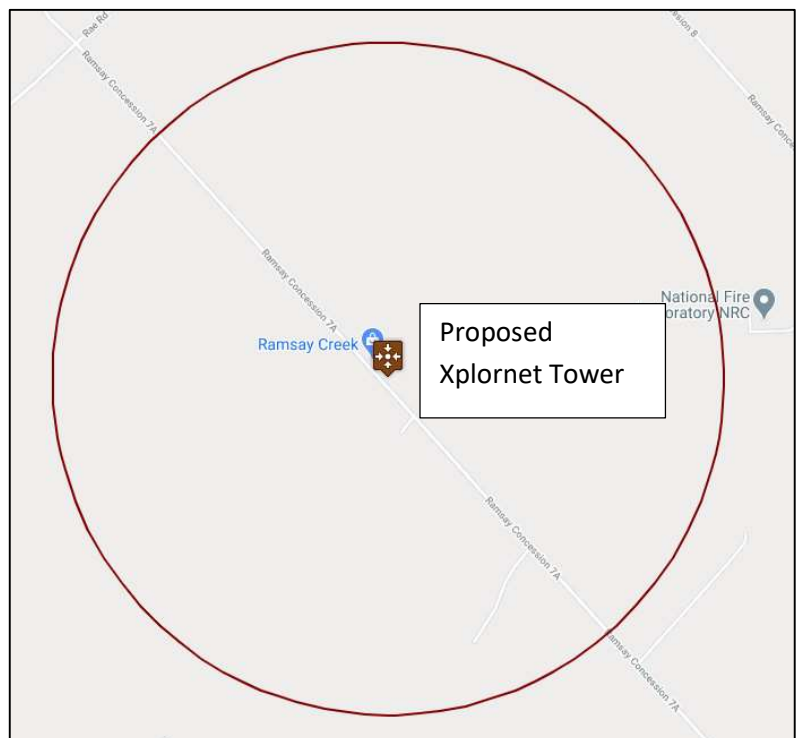 Rae Rd
ssion 8
Ramsay Concession 7A
Ramsay Conce
Ramsay Concession 7A
National Fire
oratory NRC
Proposed
Xplornet Tower
Ramsay Creek
Ramsay Concession 7A
Ramsay Concession 7A